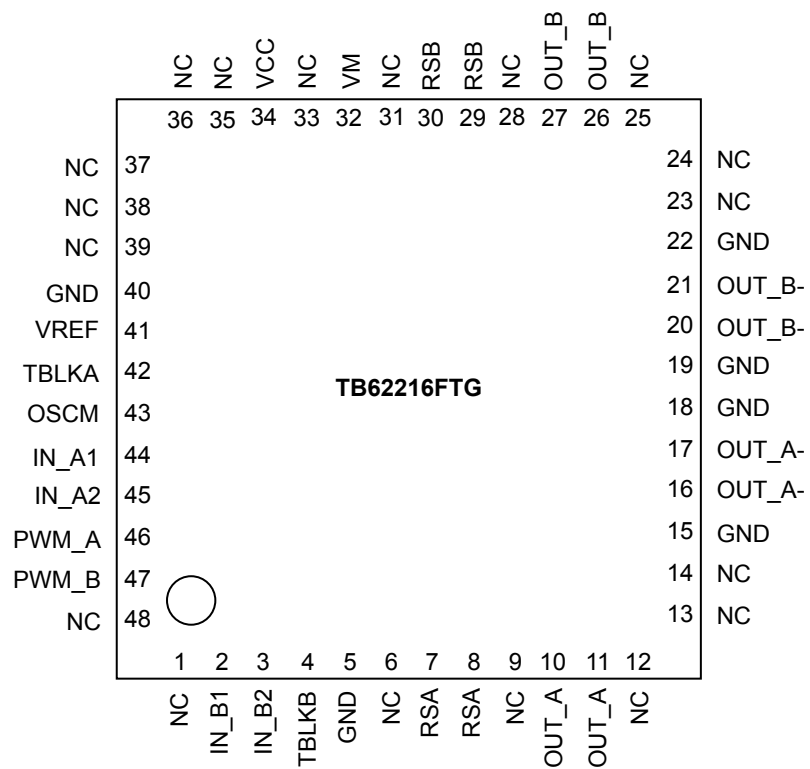 NC NC VCC NC VM NC RSB RSB NC OUT_B OUT_B NC
36 35 34 33 32 31 30 29 28 27 26 25
NC 37 24 NC
NC 38 23 NC
NC 39 22 GND
GND 40 21 OUT_B-
VREF 41 20 OUT_B-
TBLKA 42 19 GND
TB62216FTG
OSCM 43 18 GND
IN_A1 44 17 OUT_A-
IN_A2 45 16 OUT_A-
PWM_A 46 15 GND
PWM_B 47 14 NC
NC 48 13 NC
1 2 3 4 5 6 7 8 9 10 11 12
NC IN_B1 IN_B2 TBLKB GND NC RSA RSA NC OUT_A OUT_A NC